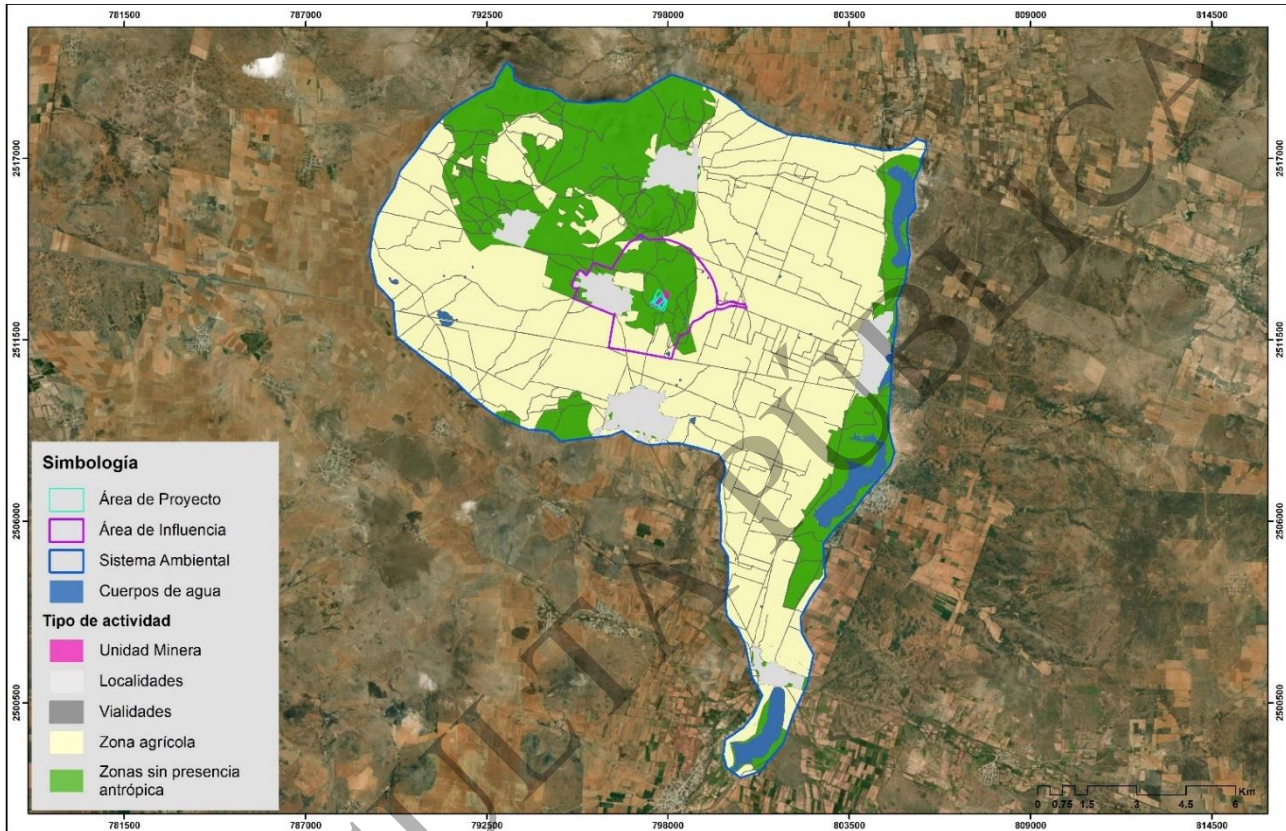 781500 787000 792500 798000 803500 809000 814500
2517000 2517000
2511500 2511500
2506000 2506000
2500500 2500500
Simbología
Área de Proyecto
Área de Influencia
Sistema Ambiental
Cuerpos de agua
Tipo de actividad
Unidad Minera
Localidades
Vialidades
Zona agrícola
Zonas sin presencia
antrópica
Km
0 0.75 1.5 3 4.5 6
781500 787000 792500 798000 803500 809000 814500
ULTA PÚBLICA